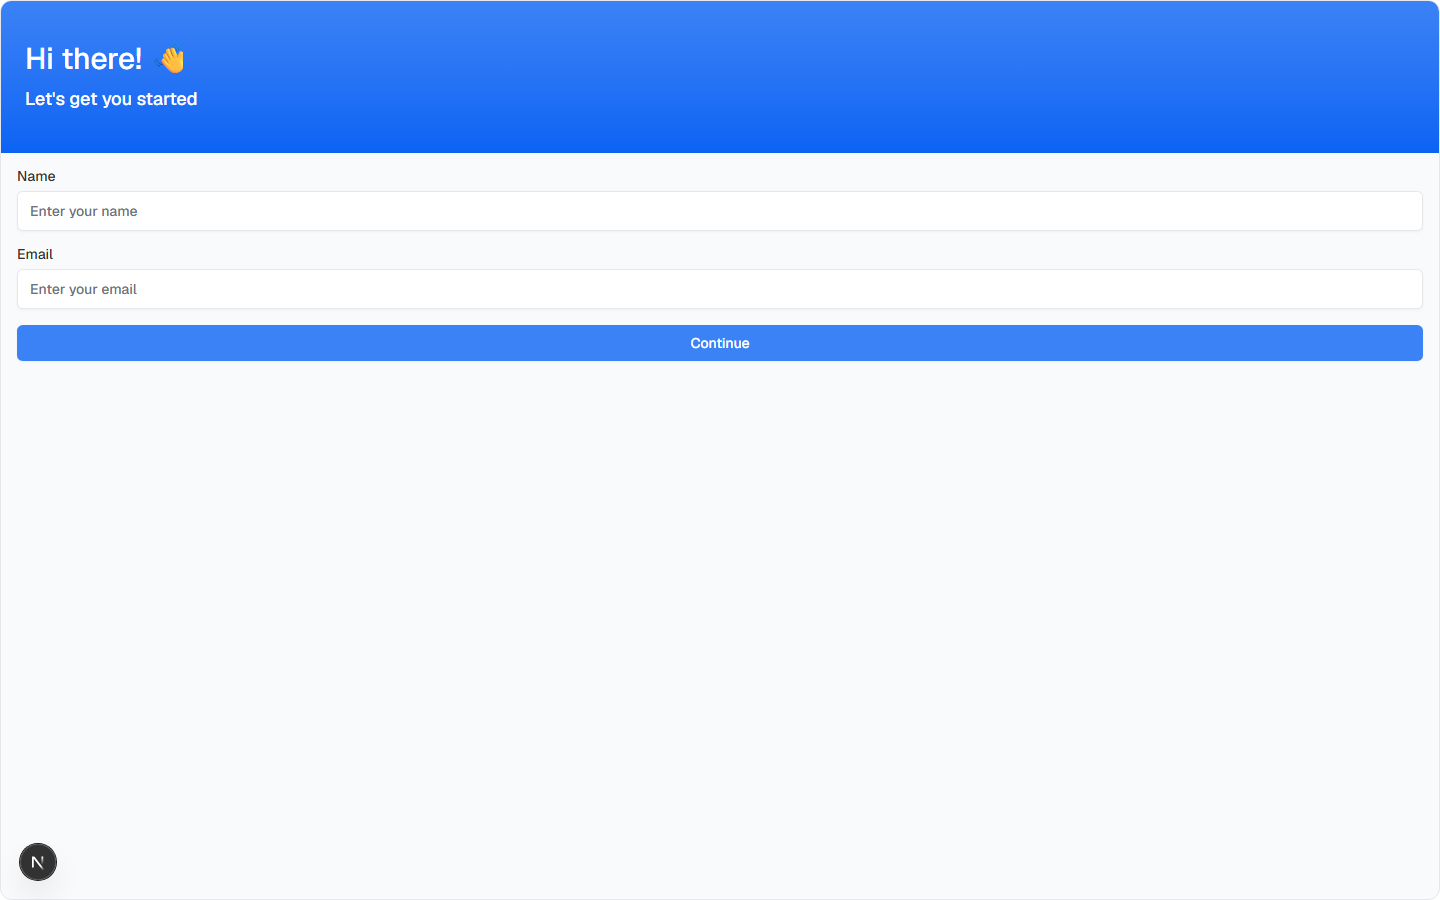 Hi there! 👋
Let's get you started
Name
Enter your name
Email
Enter your email
Continue
N